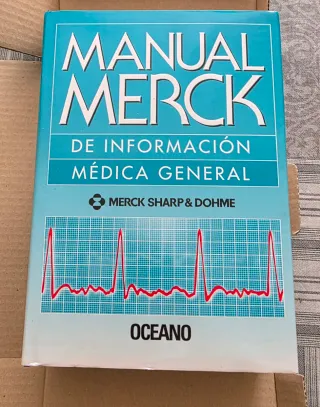 MANUAL
MERCK
DE INFORMACIÓN
MÉDICA GENERAL
MERCK SHARP & DOHME
OCEANO